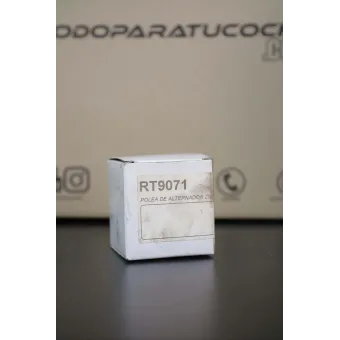 ODOPARATUCOCH
RT9071
POLEA DE ALTERNADOR